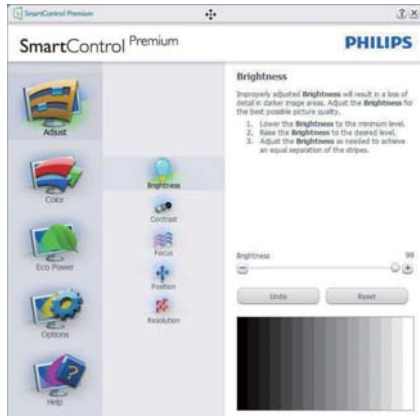 SmartControl Premium
SmartControl Premium
PHILIPS
Adjust
Color
Eco Power
Options
Help
Brightness
Contrast
Focus
Position
Resolution
Brightness
Improperly adjusted Brightness will result in a loss of
detail in darker image areas. Adjust the Brightness for
the best possible picture quality.
1. Lower the Brightness to the minimum level.
2. Raise the Brightness to the desired level.
3. Adjust the Brightness as needed to achieve
an equal separation of the stripes.
Brightness 99
Undo Reset